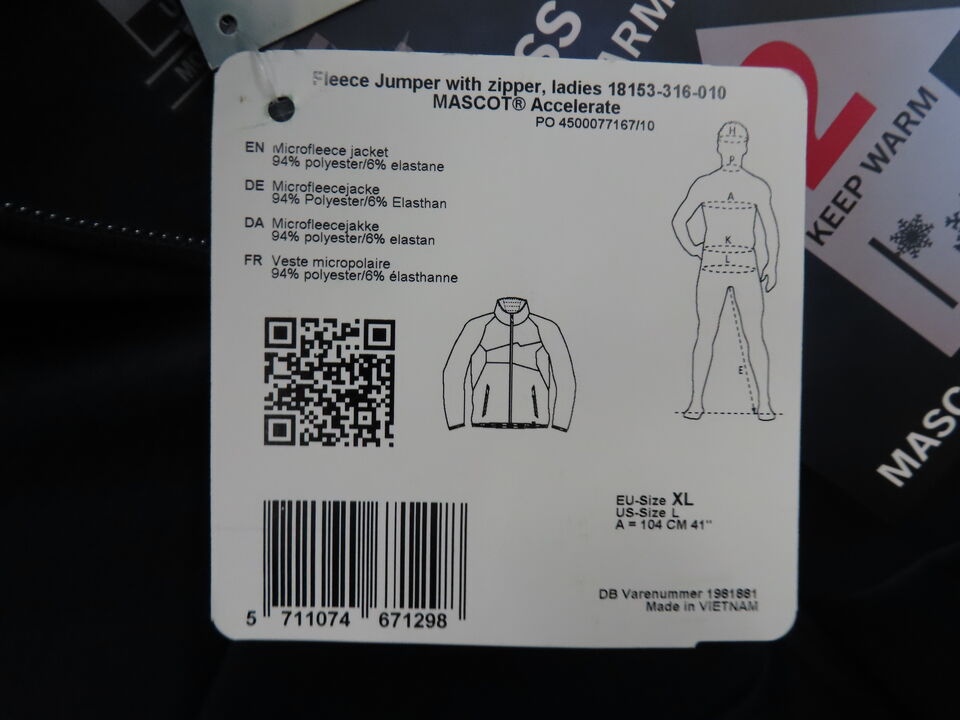 SS
ARM
2
KEEP WARM
MASC
Fleece Jumper with zipper, ladies 18153-316-010
MASCOT® Accelerate
PO 4500077167/10
EN Microfleece jacket
94% polyester/6% elastane
DE Microfleecejacke
94% Polyester/6% Elasthan
DA Microfleecejakke
94% polyester/6% elastan
FR Veste micropolaire
94% polyester/6% élasthanne
H
P
A
K
L
E
EU-Size XL
US-Size L
A = 104 CM 41"
DB Varenummer 1981881
Made in VIETNAM
5 711074 671298